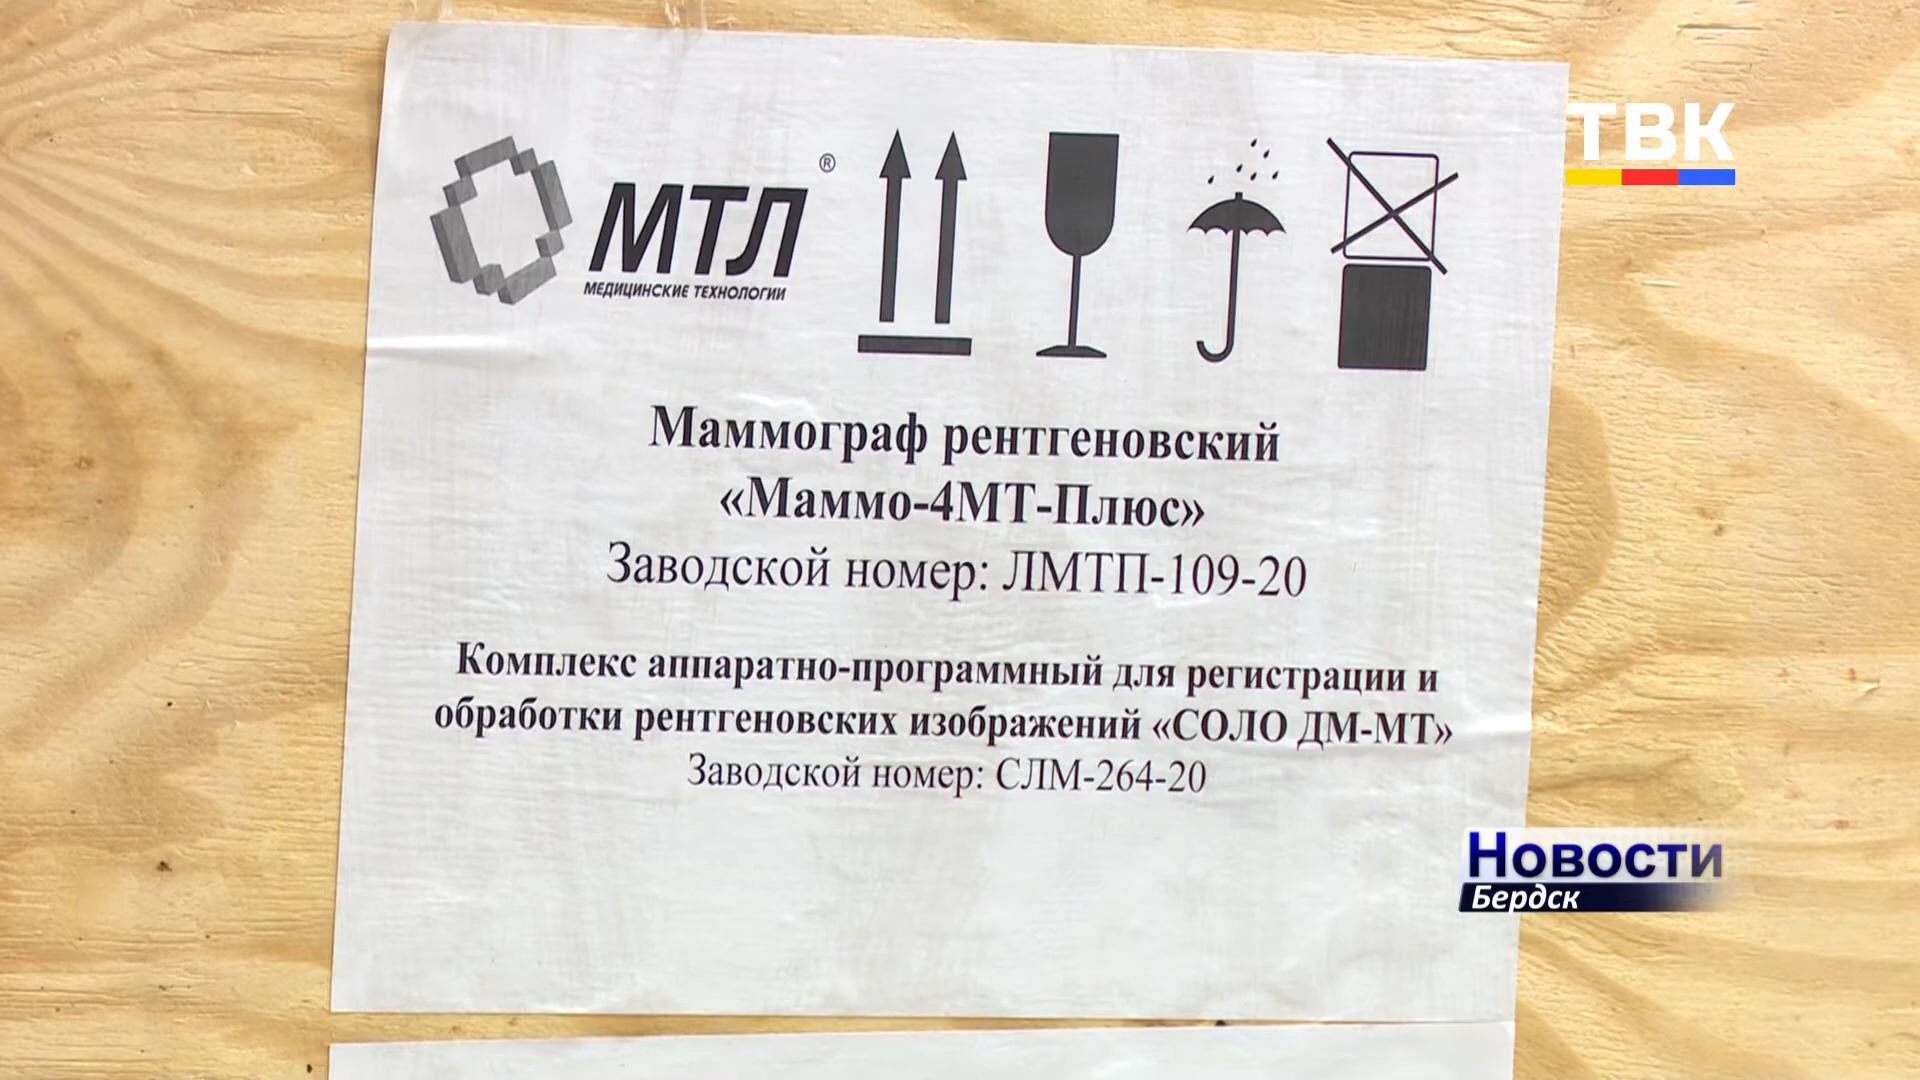 ТВК
МТЛ ®
МЕДИЦИНСКИЕ ТЕХНОЛОГИИ
Маммограф рентгеновский
«Маммо-4МТ-Плюс»
Заводской номер: ЛМТП-109-20
Комплекс аппаратно-программный для регистрации и
обработки рентгеновских изображений «СОЛО ДМ-МТ»
Заводской номер: СЛМ-264-20
Новости
Бердск